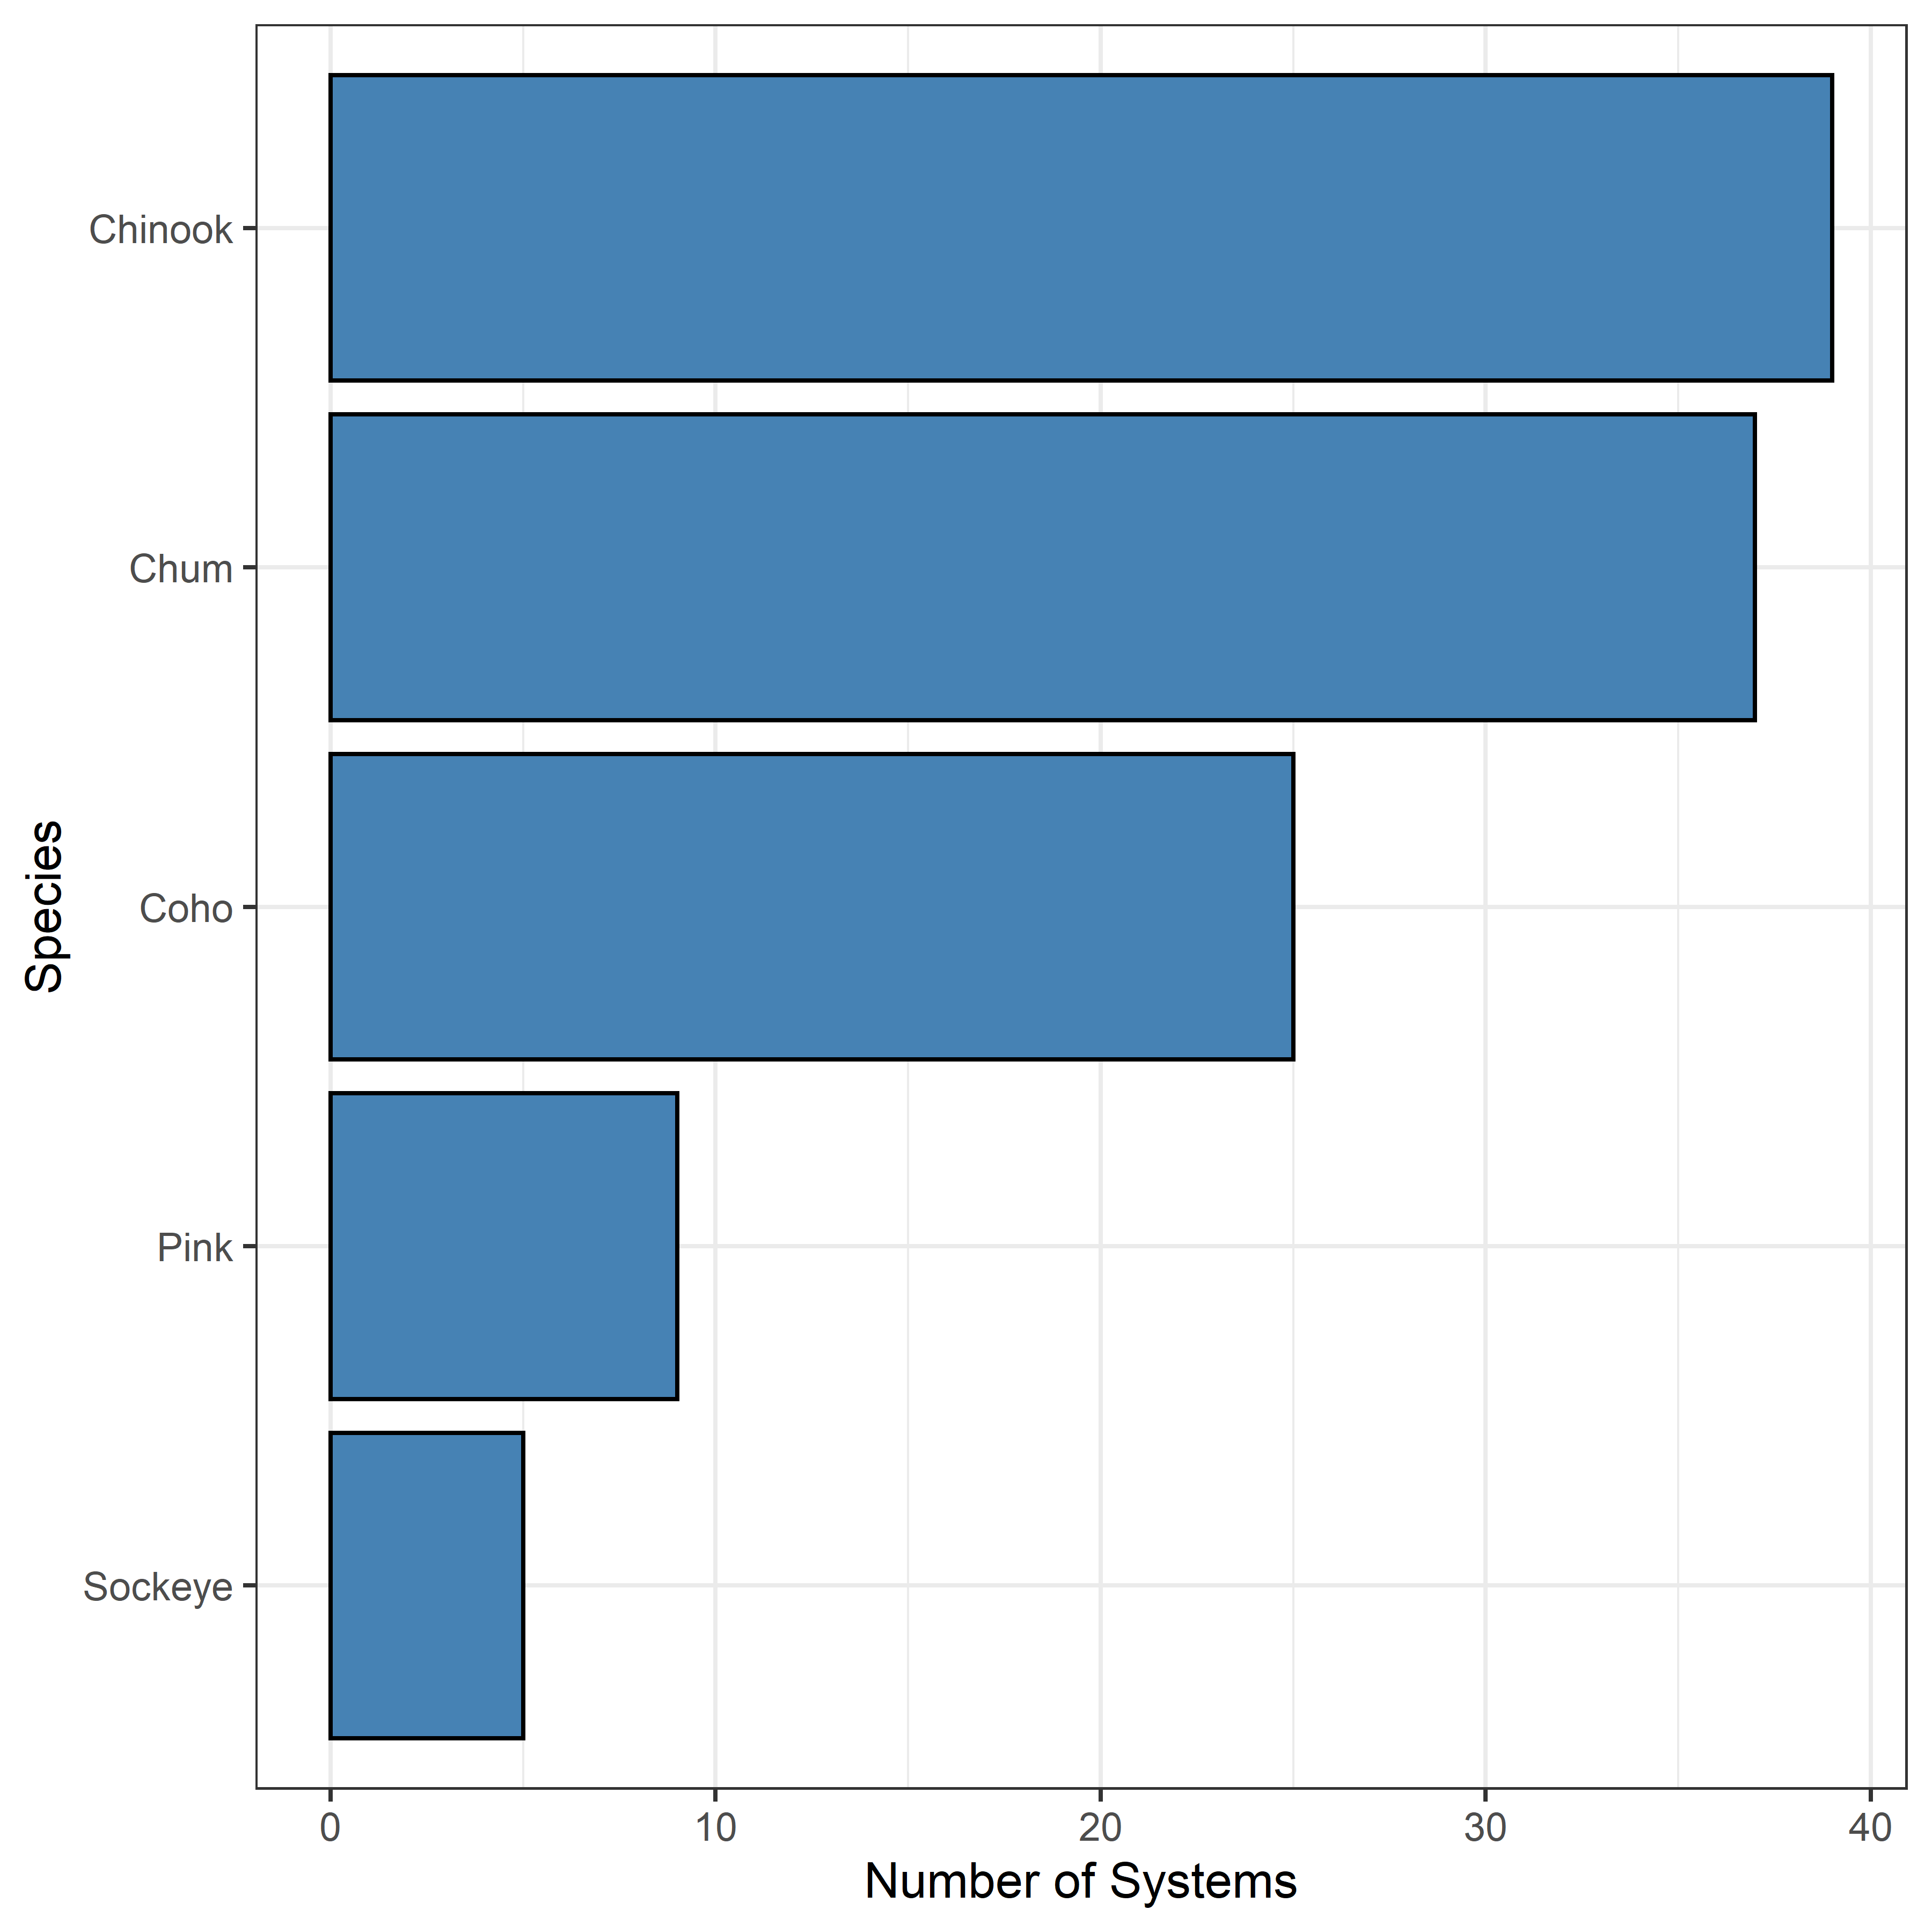 Species
Chinook
Chum
Coho
Pink
Sockeye
0 10 20 30 40
Number of Systems